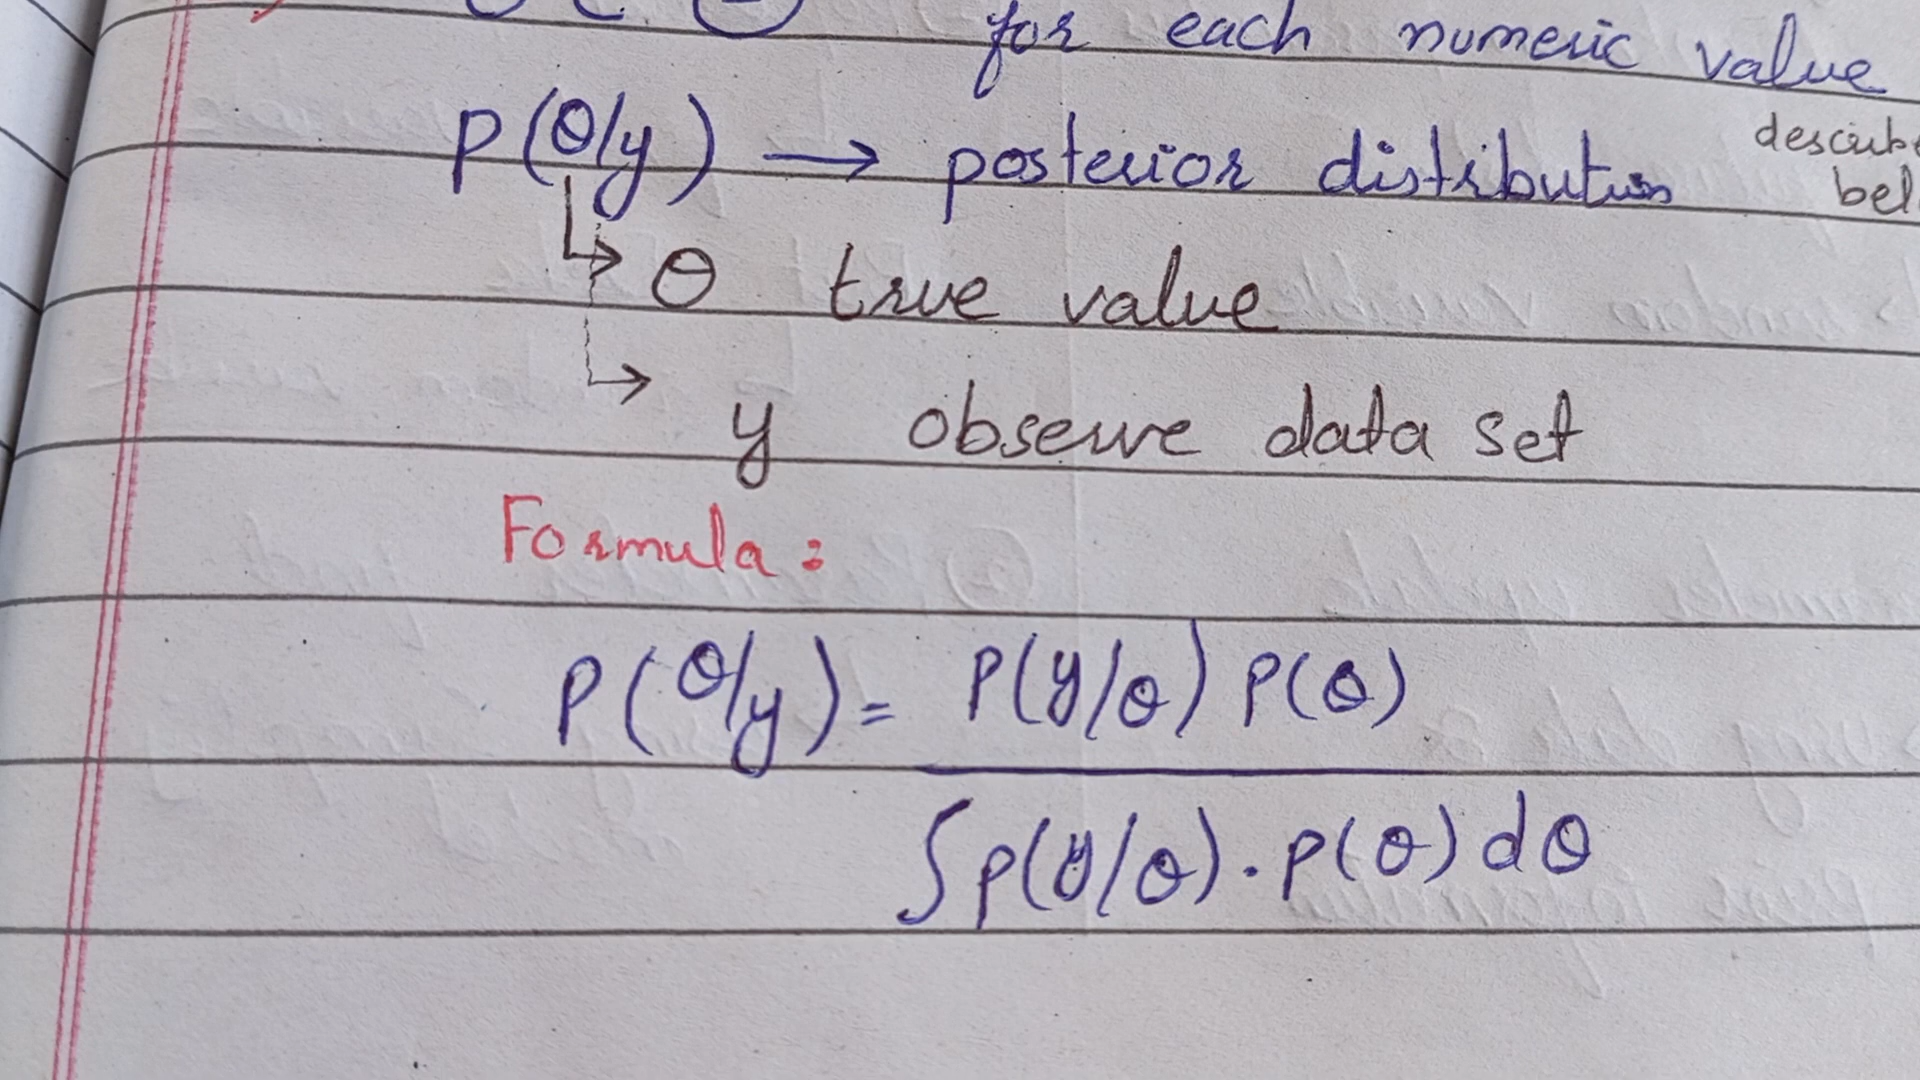 for each numeric value
P(θ/y) → posterior distribution
θ true value
y observe data set
Formula:
P(θ/y) = P(y/θ) P(θ)
∫p(y/θ).p(θ)dθ